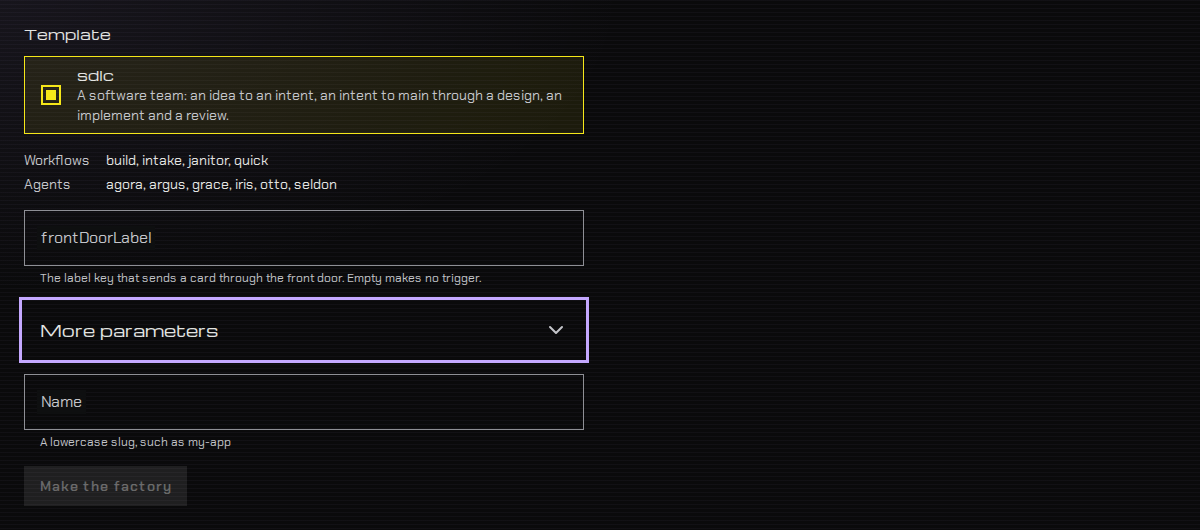 Template
sdlc
A software team: an idea to an intent, an intent to main through a design, an
implement and a review.
Workflows build, intake, janitor, quick
Agents agora, argus, grace, iris, otto, seldon
frontDoorLabel
The label key that sends a card through the front door. Empty makes no trigger.
More parameters
Name
A lowercase slug, such as my-app
Make the factory